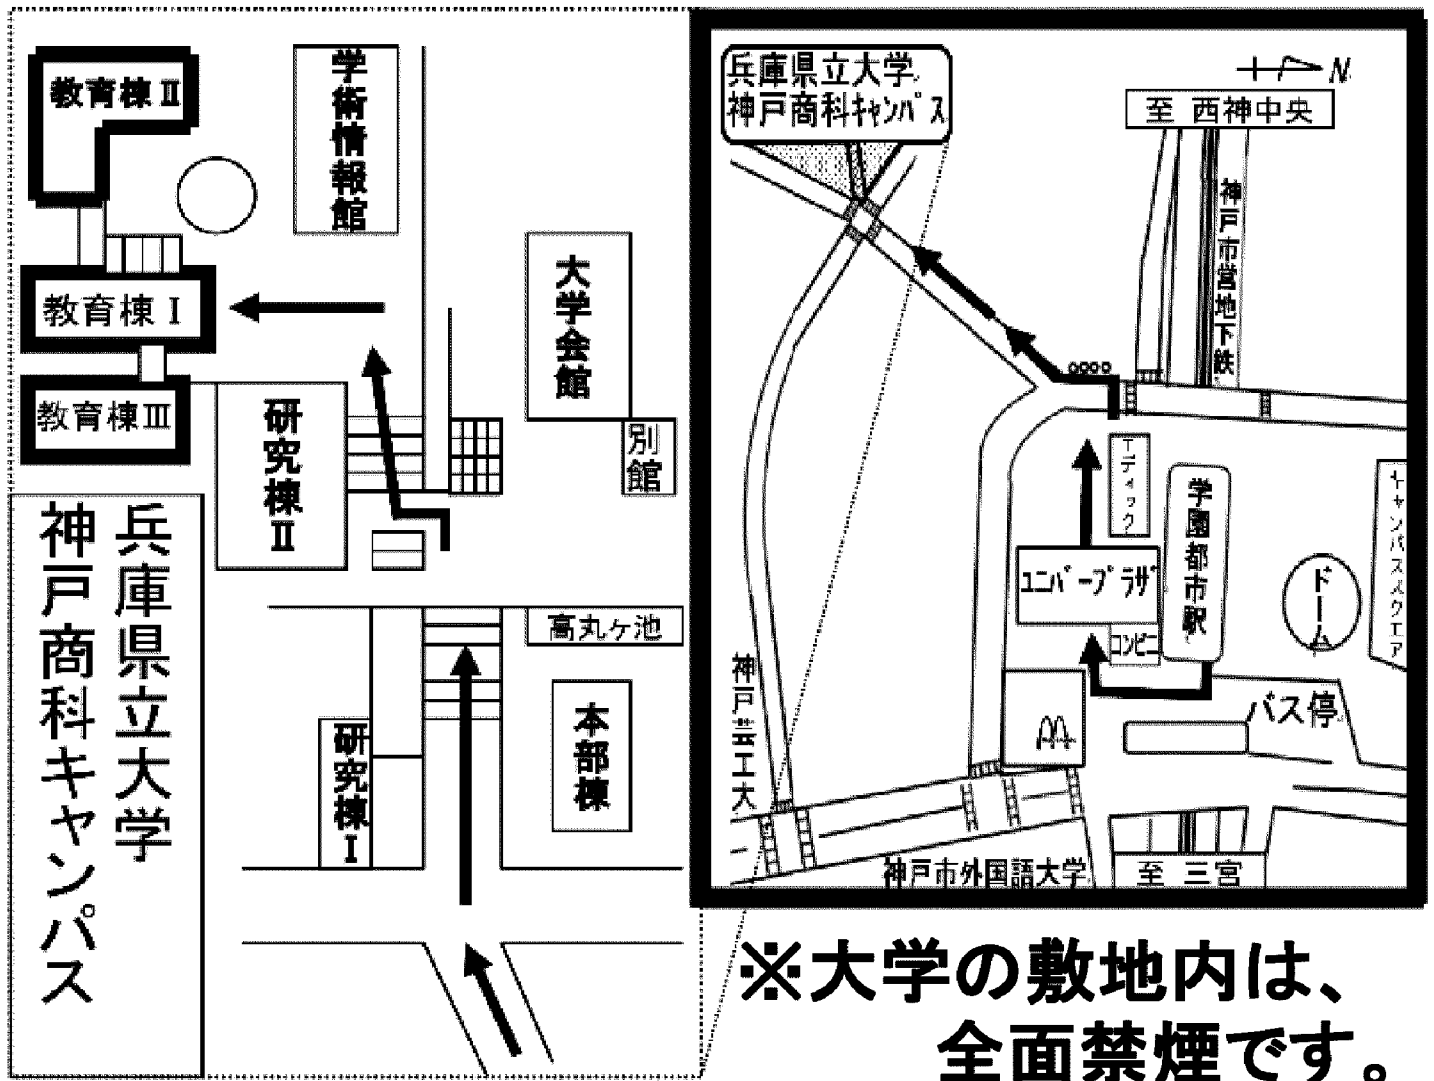 教育棟Ⅱ
学術情報館
教育棟Ⅰ
大学会館
教育棟Ⅲ
研究棟Ⅱ
別館
兵庫県立大学
神戸商科キャンパス
高丸ヶ池
研究棟Ⅰ
本部棟
兵庫県立大学
神戸商科キャンパス
N
至 西神中央
神戸市営地下鉄
エディック
学園都市駅
キャンパススクエア
ユニバープラザ
ドーム
コンビニ
神戸芸工大
バス停
神戸市外国語大学
至 三宮
※大学の敷地内は、
全面禁煙です。